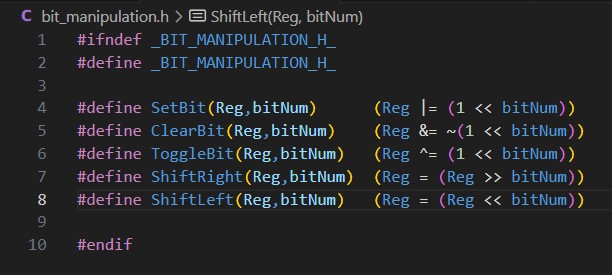 bit_manipulation.h > ShiftLeft(Reg, bitNum)
1 #ifndef _BIT_MANIPULATION_H_
2 #define _BIT_MANIPULATION_H_
3
4 #define SetBit(Reg,bitNum)      (Reg |= (1 << bitNum))
5 #define ClearBit(Reg,bitNum)    (Reg &= ~(1 << bitNum))
6 #define ToggleBit(Reg,bitNum)   (Reg ^= (1 << bitNum))
7 #define ShiftRight(Reg,bitNum)  (Reg = (Reg >> bitNum))
8 #define ShiftLeft(Reg,bitNum)   (Reg = (Reg << bitNum))
9
10 #endif